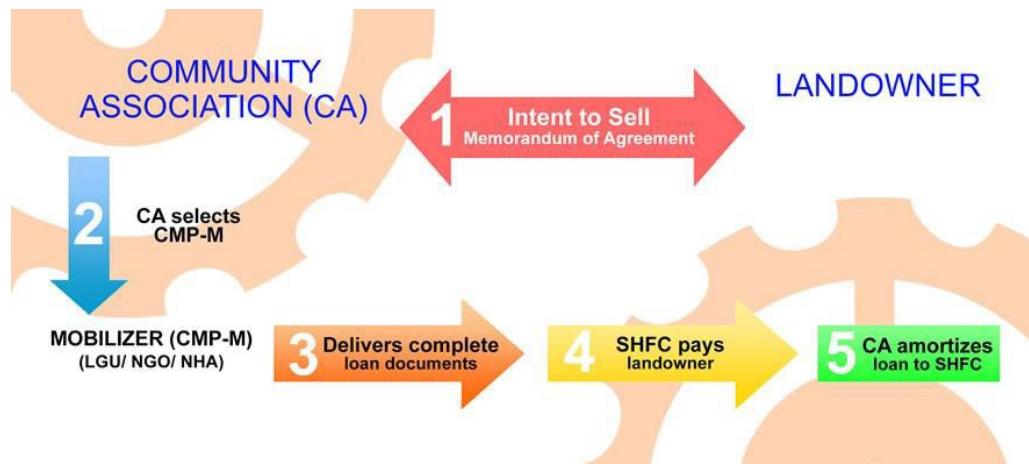 COMMUNITY
ASSOCIATION (CA)
LANDOWNER
1
Intent to Sell
Memorandum of Agreement
2
CA selects
CMP-M
MOBILIZER (CMP-M)
(LGU/ NGO/ NHA)
3
Delivers complete
loan documents
4
SHFC pays
landowner
5
CA amortizes
loan to SHFC